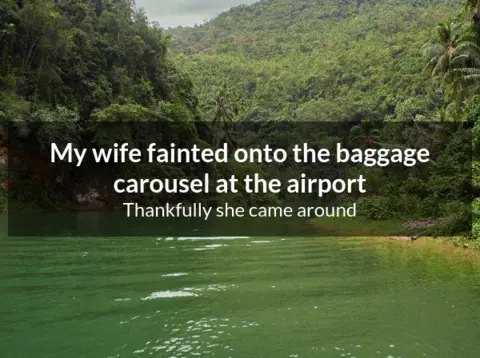 My wife fainted onto the baggage
carousel at the airport
Thankfully she came around